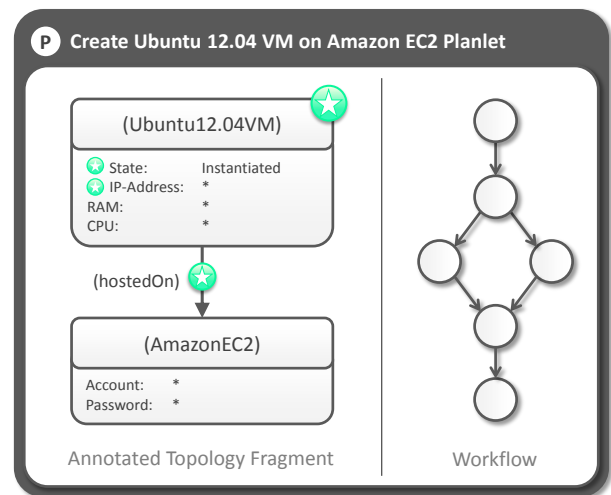 P Create Ubuntu 12.04 VM on Amazon EC2 Planlet
(Ubuntu12.04VM)
State: Instantiated
IP-Address: *
RAM: *
CPU: *
(hostedOn)
(AmazonEC2)
Account: *
Password: *
Annotated Topology Fragment
Workflow